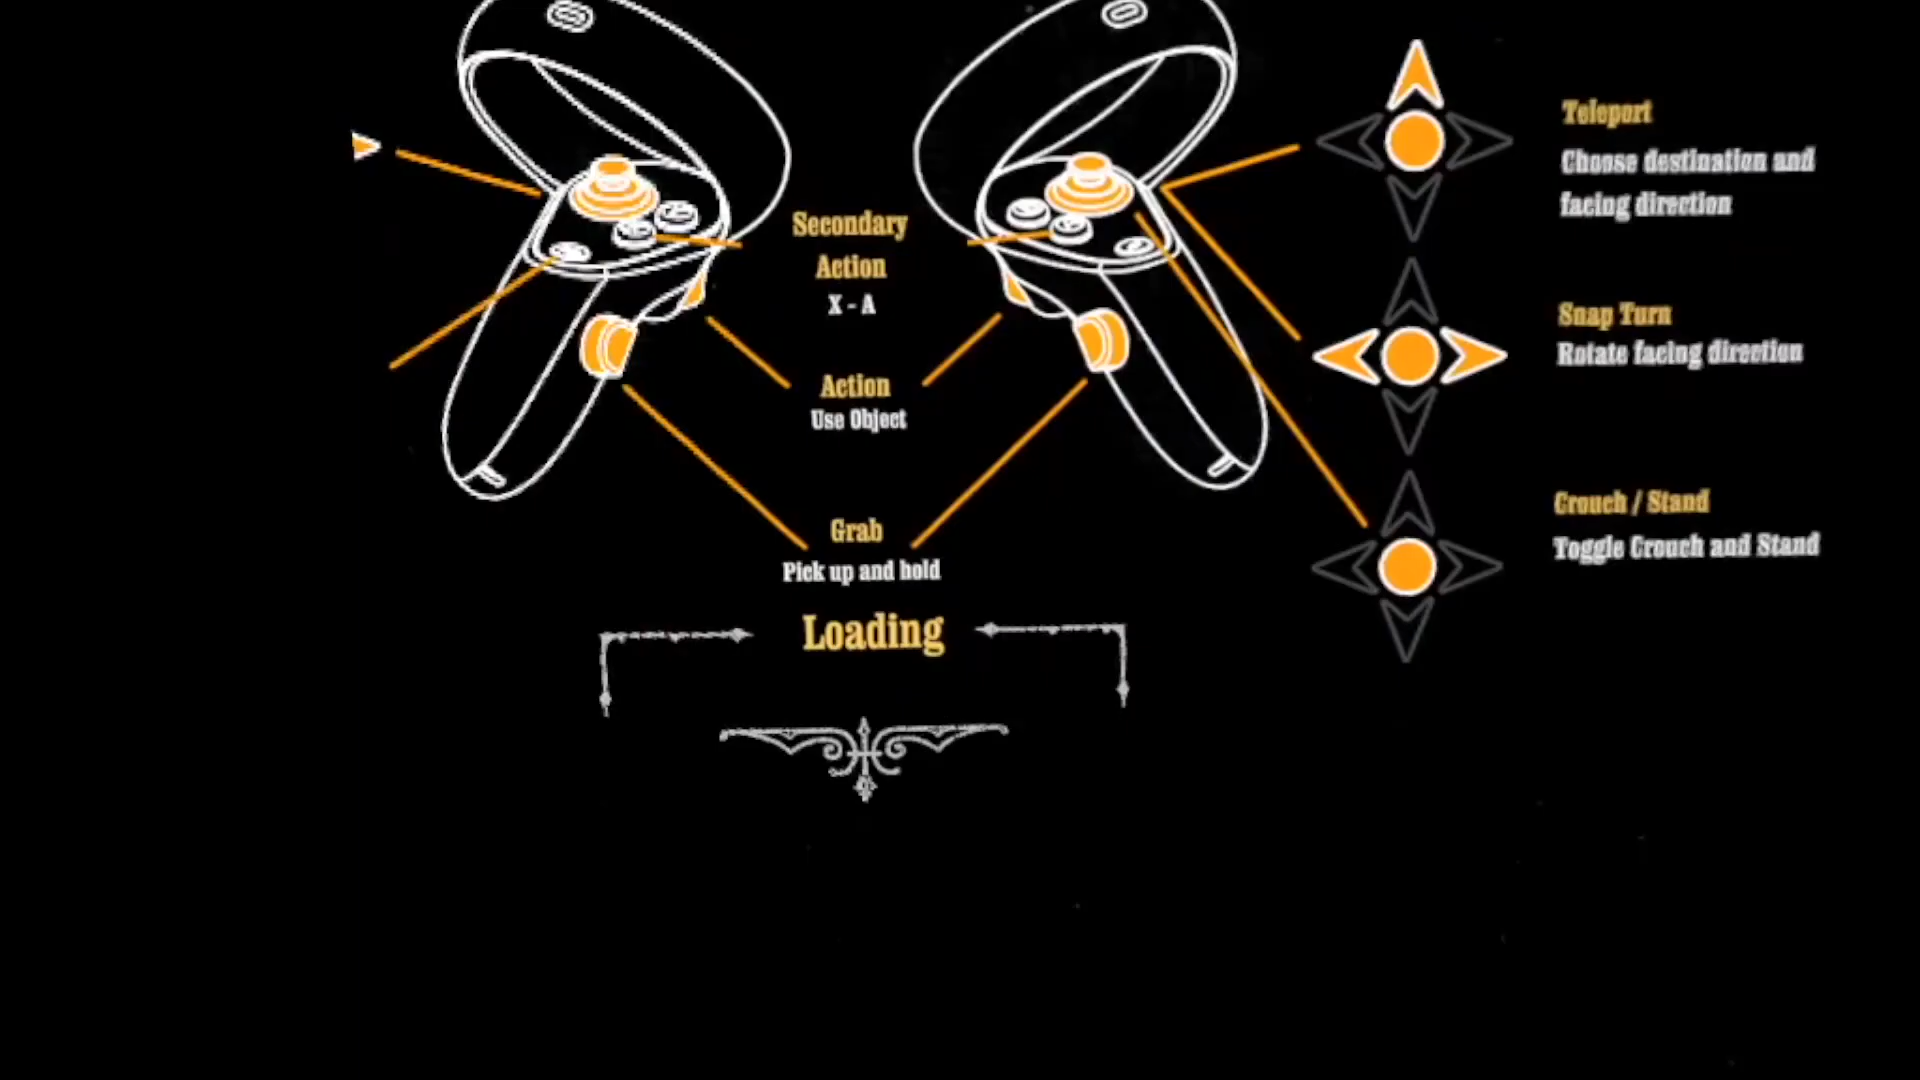 Secondary
Action
X - A
Action
Use Object
Grab
Pick up and hold
Loading
Teleport
Choose destination and
facing direction
Snap Turn
Rotate facing direction
Crouch / Stand
Toggle Crouch and Stand